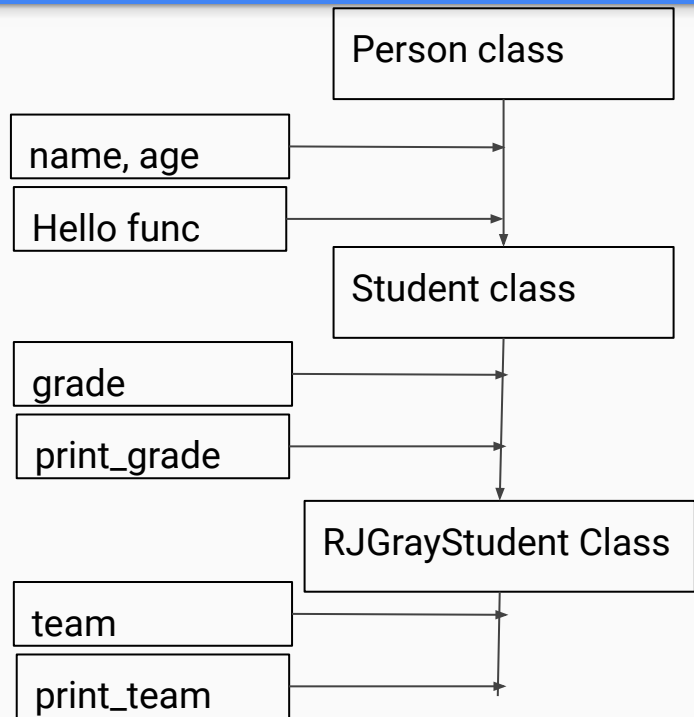 Person class
name, age
Hello func
Student class
grade
print_grade
RJGrayStudent Class
team
print_team